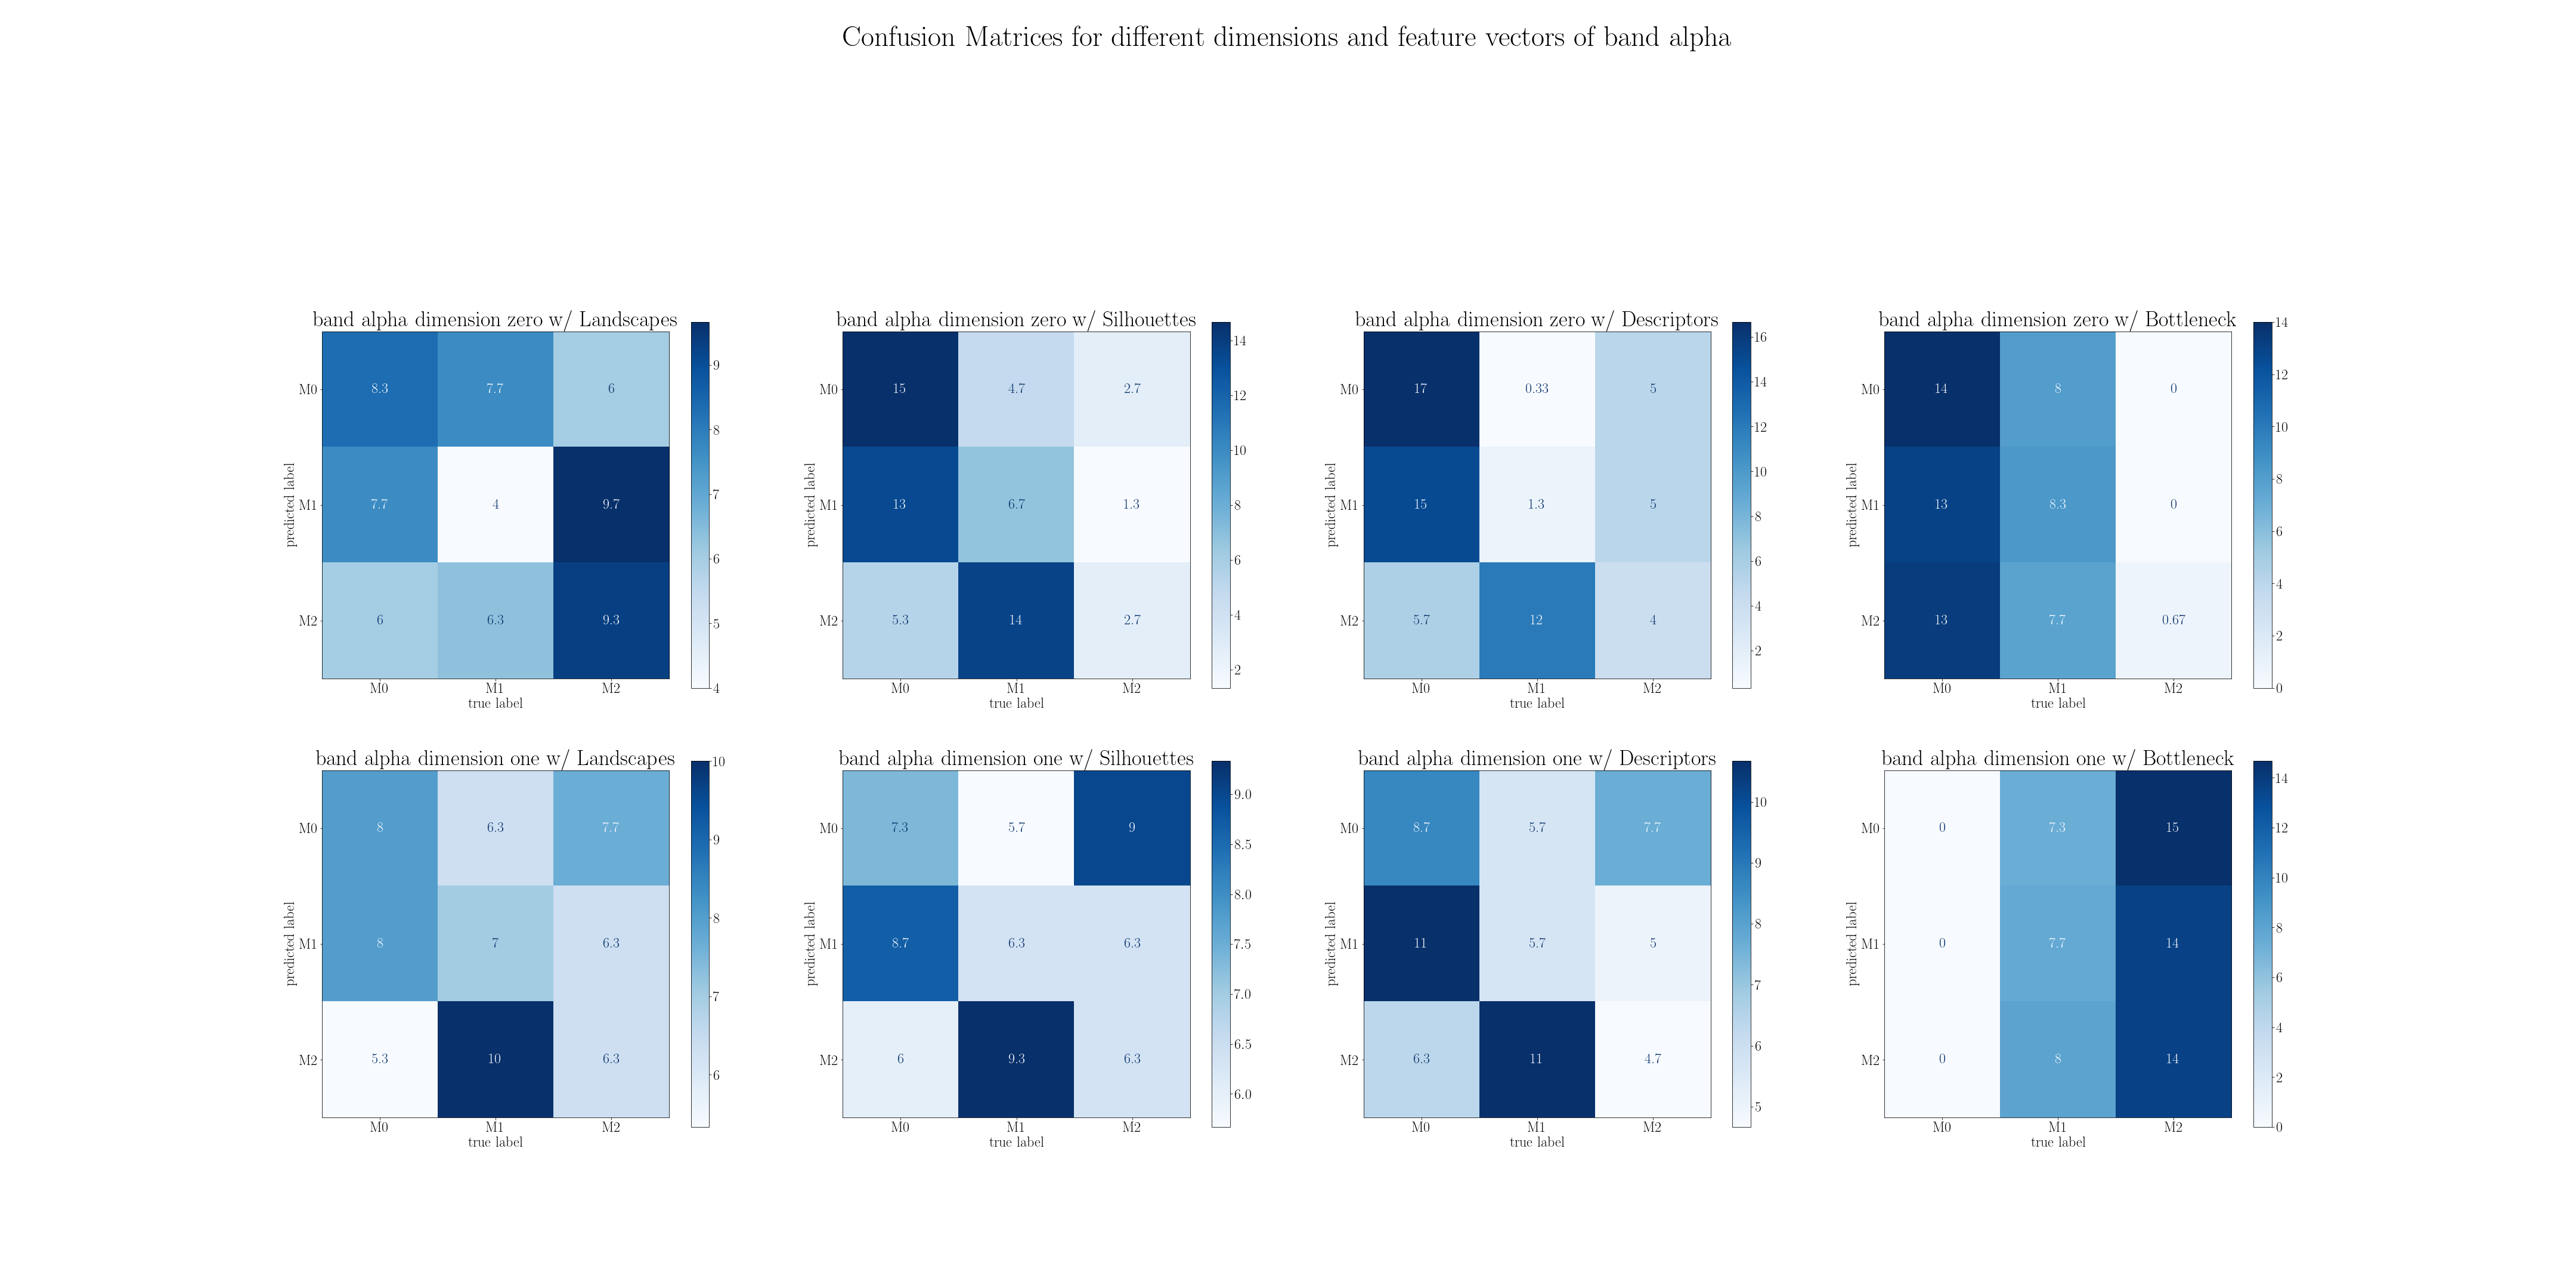 Confusion Matrices for different dimensions and feature vectors of band alpha
band alpha dimension zero w/ Landscapes
predicted label
M0 8.3 7.7 6
M1 7.7 4 9.7
M2 6 6.3 9.3
M0 M1 M2
true label
9
8
7
6
5
4
band alpha dimension zero w/ Silhouettes
predicted label
M0 15 4.7 2.7
M1 13 6.7 1.3
M2 5.3 14 2.7
M0 M1 M2
true label
14
12
10
8
6
4
2
band alpha dimension zero w/ Descriptors
predicted label
M0 17 0.33 5
M1 15 1.3 5
M2 5.7 12 4
M0 M1 M2
true label
16
14
12
10
8
6
4
2
band alpha dimension zero w/ Bottleneck
predicted label
M0 14 8 0
M1 13 8.3 0
M2 13 7.7 0.67
M0 M1 M2
true label
14
12
10
8
6
4
2
0
band alpha dimension one w/ Landscapes
predicted label
M0 8 6.3 7.7
M1 8 7 6.3
M2 5.3 10 6.3
M0 M1 M2
true label
10
9
8
7
6
band alpha dimension one w/ Silhouettes
predicted label
M0 7.3 5.7 9
M1 8.7 6.3 6.3
M2 6 9.3 6.3
M0 M1 M2
true label
9.0
8.5
8.0
7.5
7.0
6.5
6.0
band alpha dimension one w/ Descriptors
predicted label
M0 8.7 5.7 7.7
M1 11 5.7 5
M2 6.3 11 4.7
M0 M1 M2
true label
10
9
8
7
6
5
band alpha dimension one w/ Bottleneck
predicted label
M0 0 7.3 15
M1 0 7.7 14
M2 0 8 14
M0 M1 M2
true label
14
12
10
8
6
4
2
0